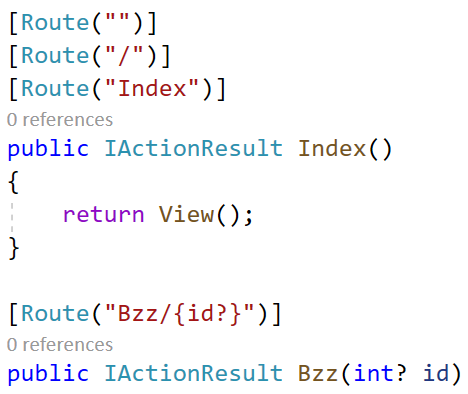 [Route("")]
[Route("/")]
[Route("Index")]
0 references
public IActionResult Index()
{
    return View();
}

[Route("Bzz/{id?}")]
0 references
public IActionResult Bzz(int? id)